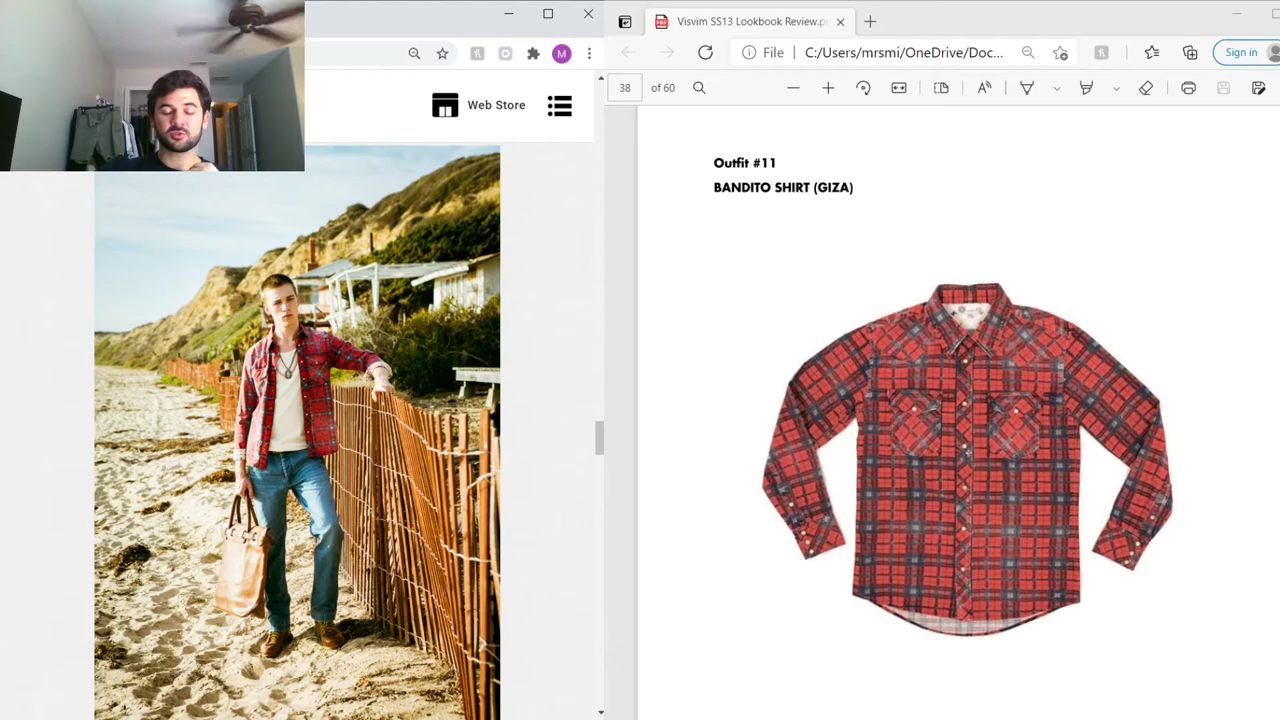 M
Web Store
Visvim SS13 Lookbook Review.p
File
C:/Users/mrsmi/OneDrive/Doc...
Sign in
38
of 60
Outfit #11
BANDITO SHIRT (GIZA)